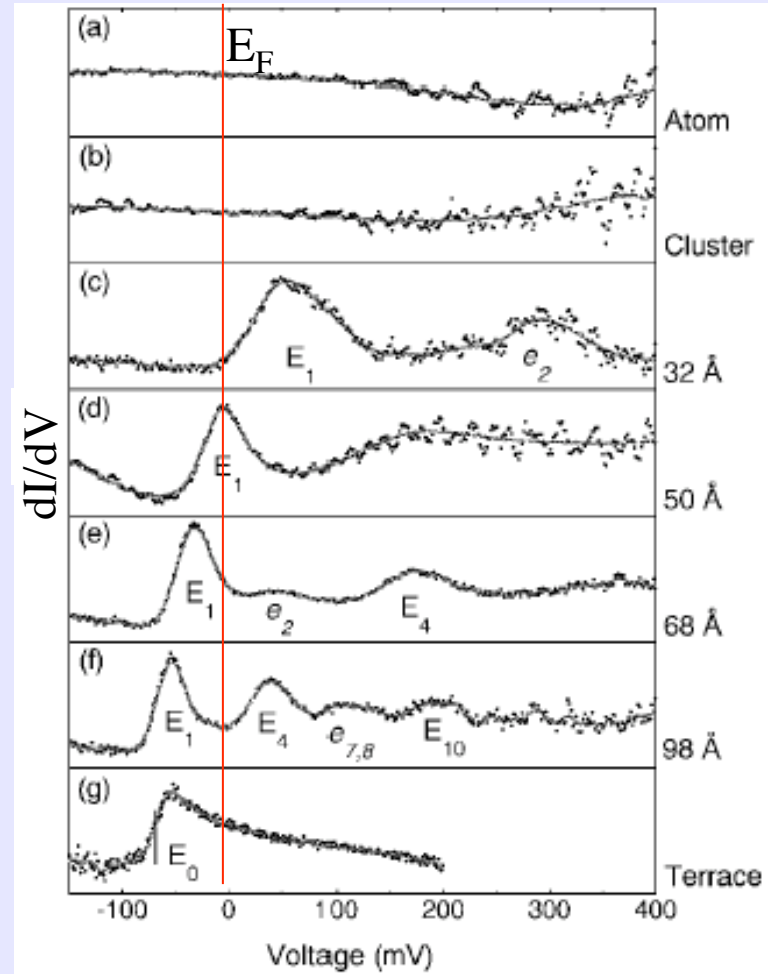 (a)
E_F
Atom
(b)
Cluster
(c)
E_1
e_2
32 Å
dI/dV
(d)
E_1
50 Å
(e)
E_1
e_2
E_4
68 Å
(f)
E_1
E_4
e_7,8
E_10
98 Å
(g)
E_0
Terrace
-100 0 100 200 300 400
Voltage (mV)